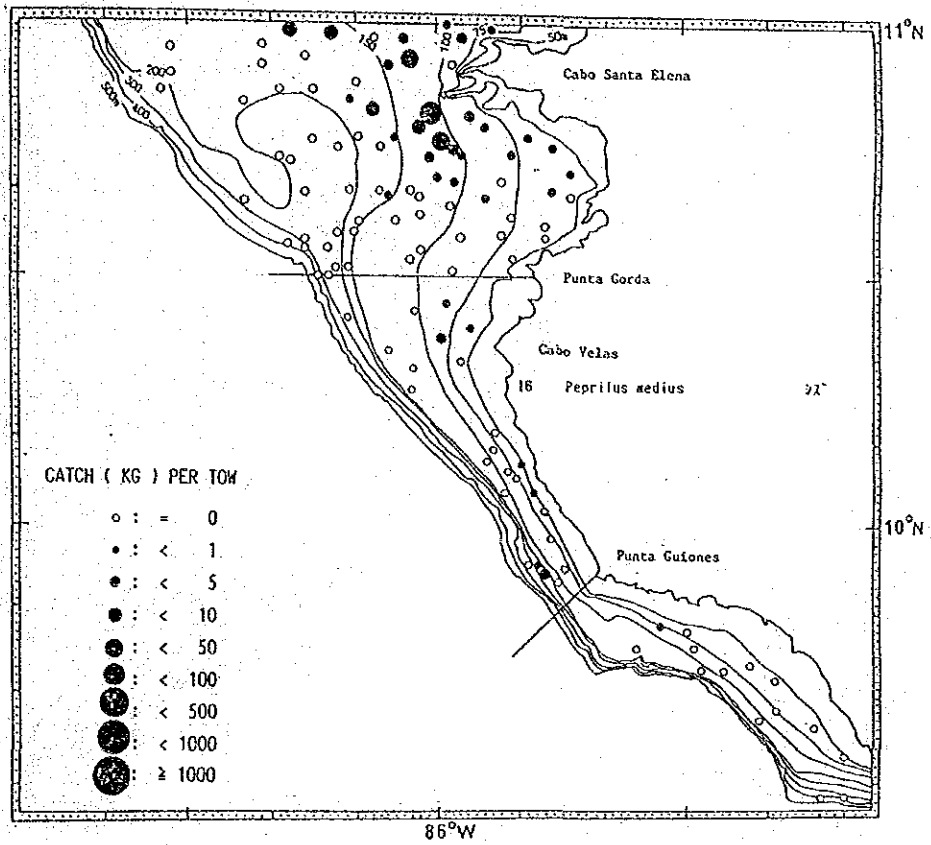 11°N
50m
75
100
150
200
300
400
500m
Cabo Santa Elena
Punta Gorda
Cabo Velas
16 Peprilus medius
CATCH ( KG ) PER TOW
○ : = 0
● : < 1
● : < 5
● : < 10
● : < 50
● : < 100
● : < 500
● : < 1000
● : ≥ 1000
10°N
Punta Guiones
86°W